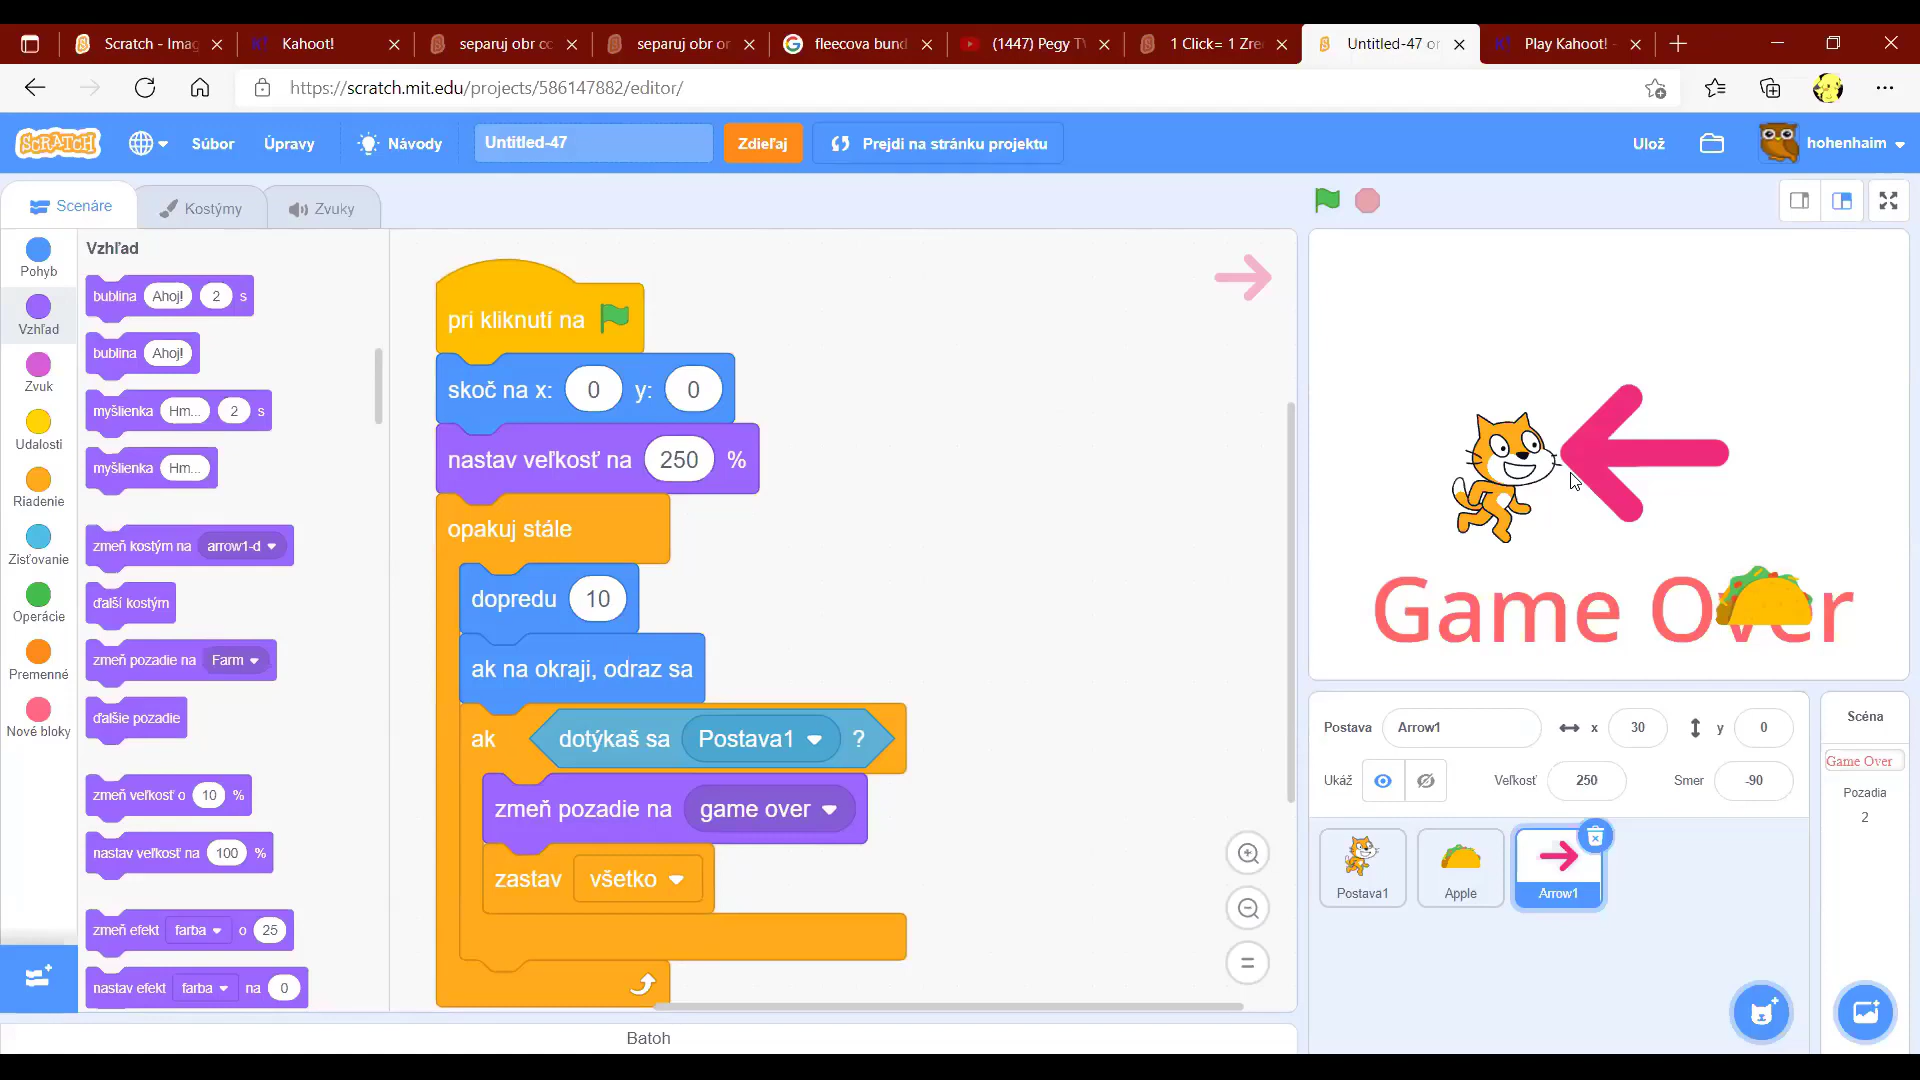 Scratch - Imag
Kahoot!
separuj obr co
separuj obr or
fleecova bund
(1447) Pegy T
1 Click= 1 Zre
Untitled-47 or
Play Kahoot! -
https://scratch.mit.edu/projects/586147882/editor/
SCRATCH
Súbor
Úpravy
Návody
Untitled-47
Zdieľaj
Prejdi na stránku projektu
Ulož
hohenhaim
Scenáre
Kostýmy
Zvuky
Pohyb
Vzhľad
Zvuk
Udalosti
Riadenie
Zisťovanie
Operácie
Premenné
Nové bloky
Vzhľad
bublina Ahoj! 2 s
bublina Ahoj!
myšlienka Hm... 2 s
myšlienka Hm...
zmeň kostým na arrow1-d
ďalší kostým
zmeň pozadie na Farm
ďalšie pozadie
zmeň veľkosť o 10 %
nastav veľkosť na 100 %
zmeň efekt farba o 25
nastav efekt farba na 0
pri kliknutí na
skoč na x: 0 y: 0
nastav veľkosť na 250 %
opakuj stále
dopredu 10
ak na okraji, odraz sa
ak dotýkaš sa Postava1 ?
zmeň pozadie na game over
zastav všetko
Batoh
Game Over
Postava Arrow1 x 30 y 0
Ukáž Veľkosť 250 Smer -90
Postava1
Apple
Arrow1
Scéna
Game Over
Pozadia
2